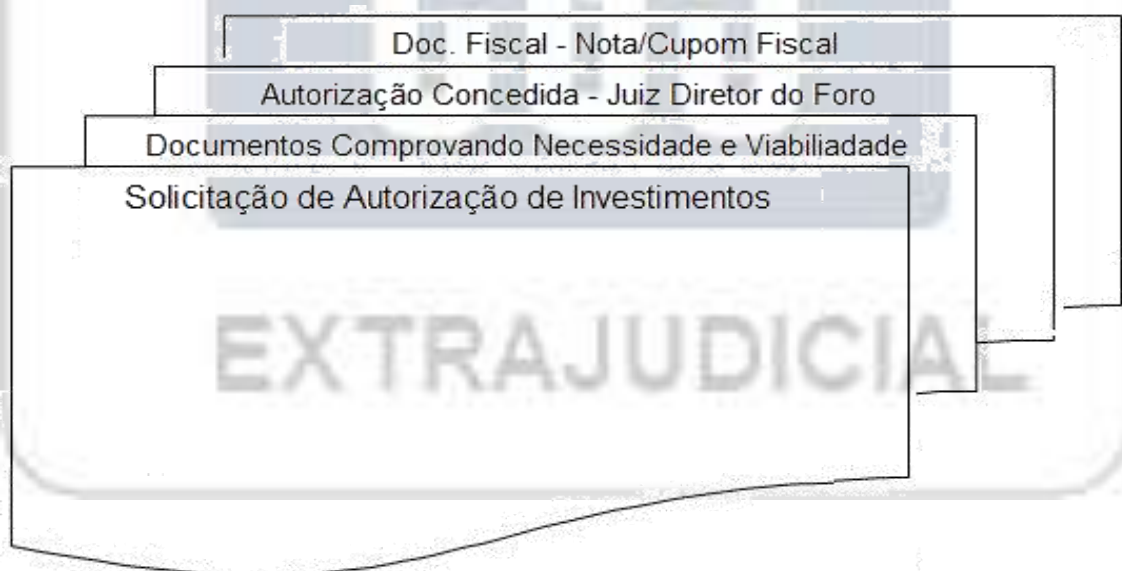 Doc. Fiscal - Nota/Cupom Fiscal
Autorização Concedida - Juiz Diretor do Foro
Documentos Comprovando Necessidade e Viabiliadade
Solicitação de Autorização de Investimentos
EXTRAJUDICIAL